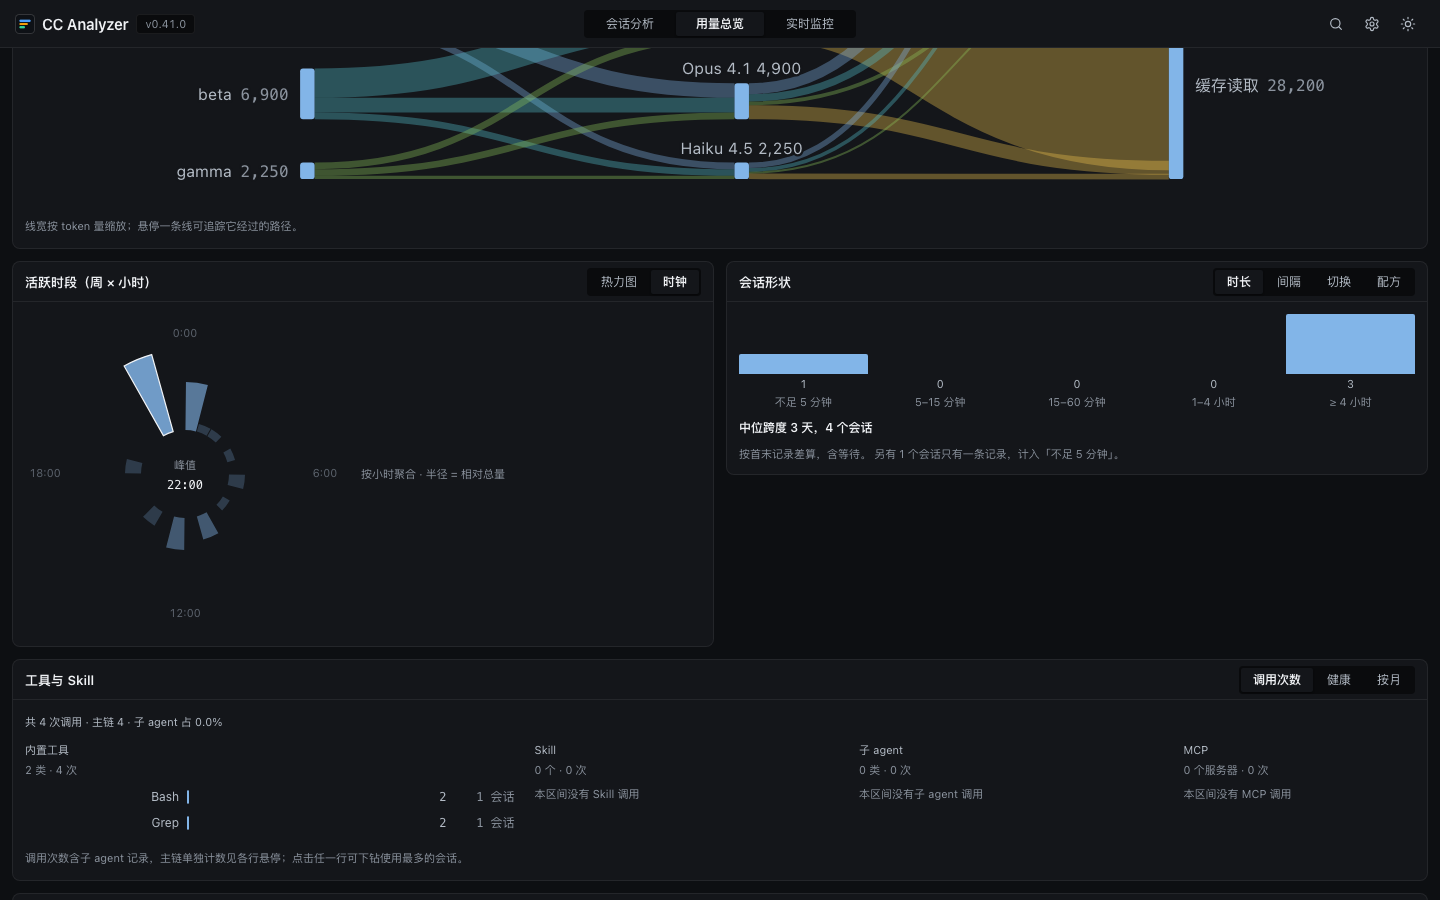 CC Analyzer v0.41.0 会话分析 用量总览 实时监控
Opus 4.1 4,900
beta 6,900
缓存读取 28,200
Haiku 4.5 2,250
gamma 2,250
线宽按 token 量缩放；悬停一条线可追踪它经过的路径。
活跃时段（周 × 小时） 热力图 时钟
0:00
18:00
峰值
22:00
6:00
按小时聚合 · 半径 = 相对总量
12:00
会话形状 时长 间隔 切换 配方
1 0 0 0 3
不足 5 分钟 5–15 分钟 15–60 分钟 1–4 小时 ≥ 4 小时
中位跨度 3 天，4 个会话
按首末记录差算，含等待。 另有 1 个会话只有一条记录，计入「不足 5 分钟」。
工具与 Skill 调用次数 健康 按月
共 4 次调用 · 主链 4 · 子 agent 占 0.0%
内置工具 Skill 子 agent MCP
2 类 · 4 次 0 个 · 0 次 0 类 · 0 次 0 个服务器 · 0 次
本区间没有 Skill 调用 本区间没有子 agent 调用 本区间没有 MCP 调用
Bash 2 1 会话
Grep 2 1 会话
调用次数含子 agent 记录，主链单独计数见各行悬停；点击任一行可下钻使用最多的会话。